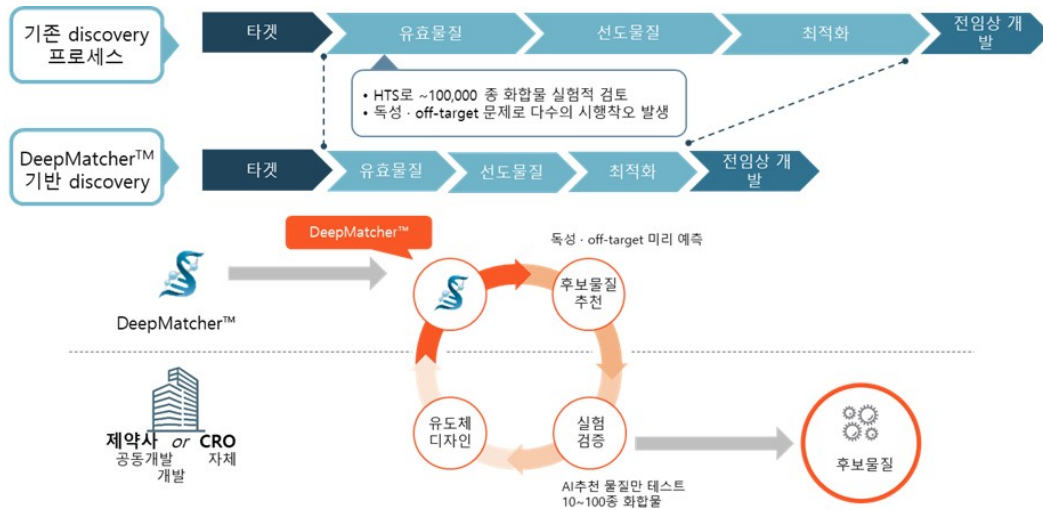 기존 discovery
프로세스
타겟
유효물질
선도물질
최적화
전임상 개
발
• HTS로 ~100,000 종 화합물 실험적 검토
• 독성 · off-target 문제로 다수의 시행착오 발생
DeepMatcher™
기반 discovery
타겟
유효물질
선도물질
최적화
전임상 개
발
DeepMatcher™
독성 · off-target 미리 예측
후보물질
추천
DeepMatcher™
제약사 or CRO
공동개발 자체
개발
유도체
디자인
실험
검증
후보물질
AI추천 물질만 테스트
10~100종 화합물